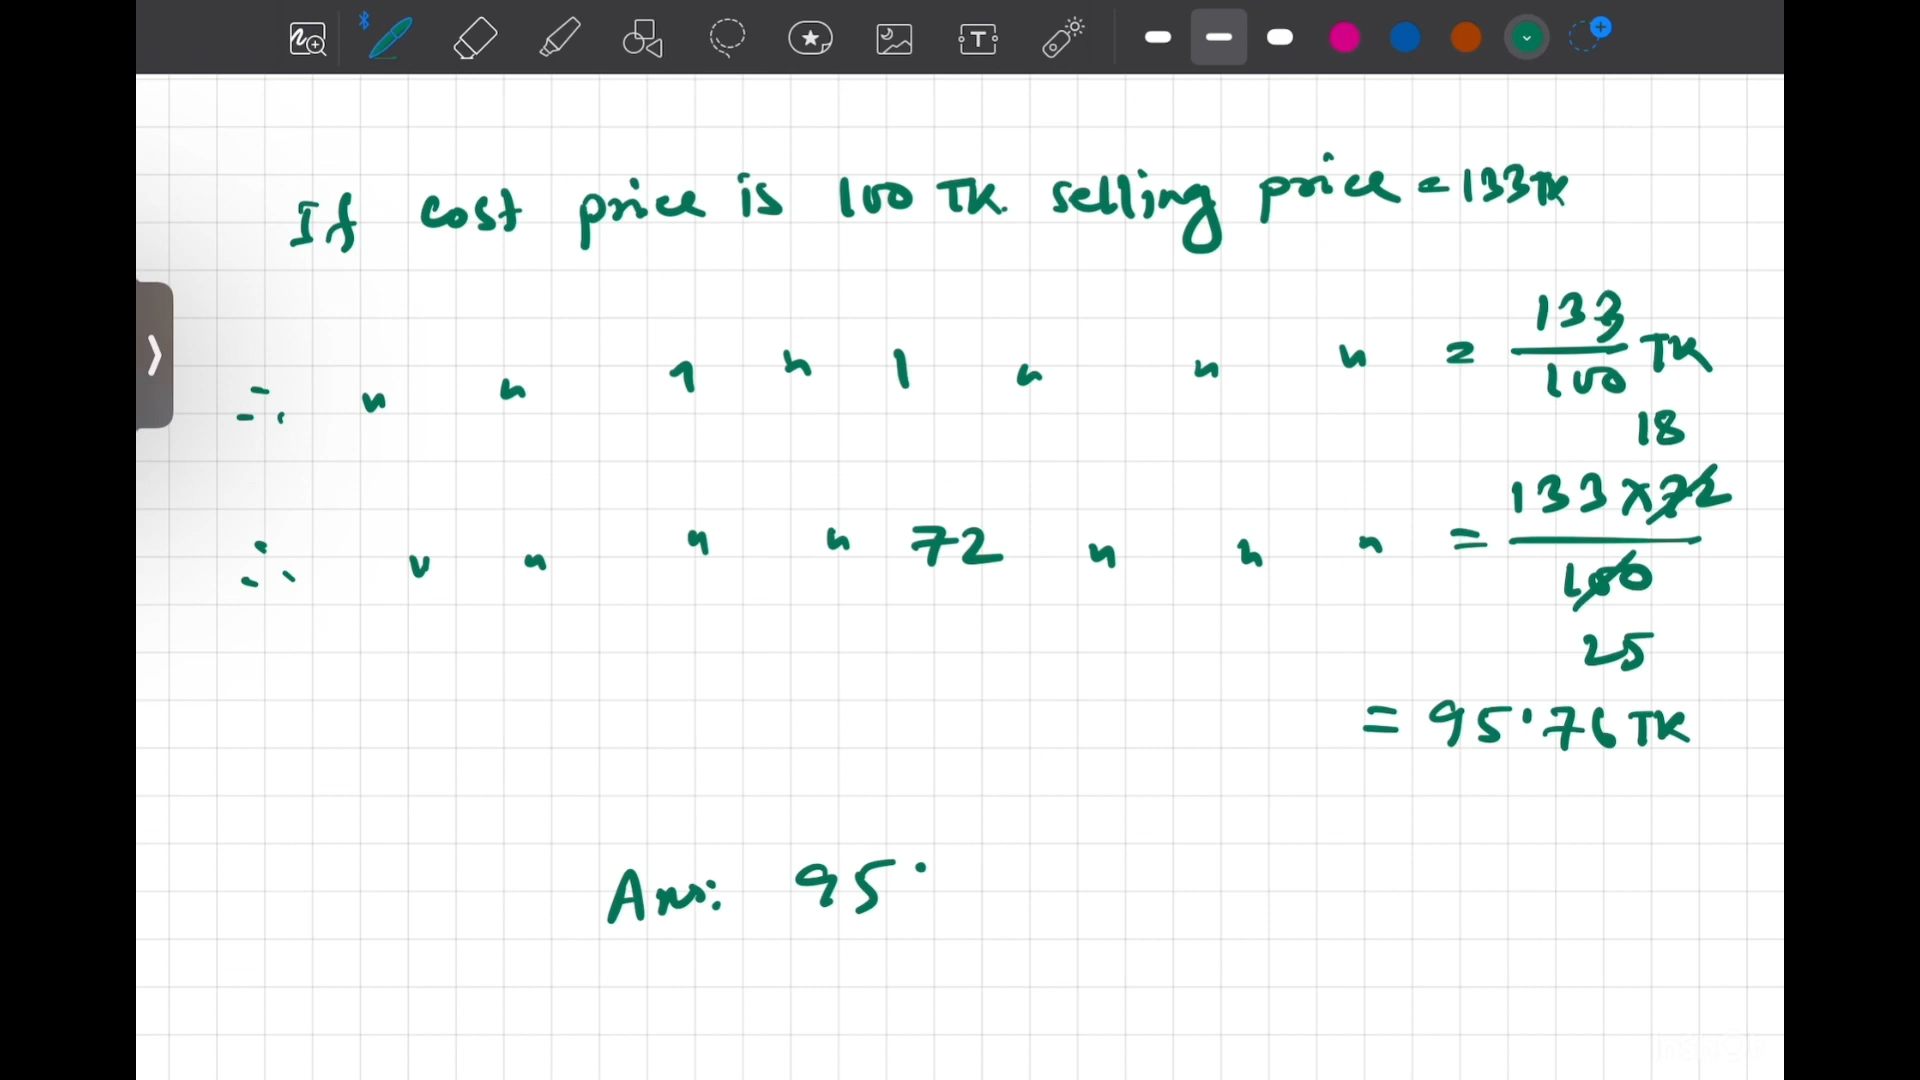 If cost price is 100 TK selling price = 133 TK
∴ " " " " 1 " " " = 133/100 TK
18
∴ " " " " 72 " " " = 133 x 72/100
25
= 95.76 TK
Ans: 95.